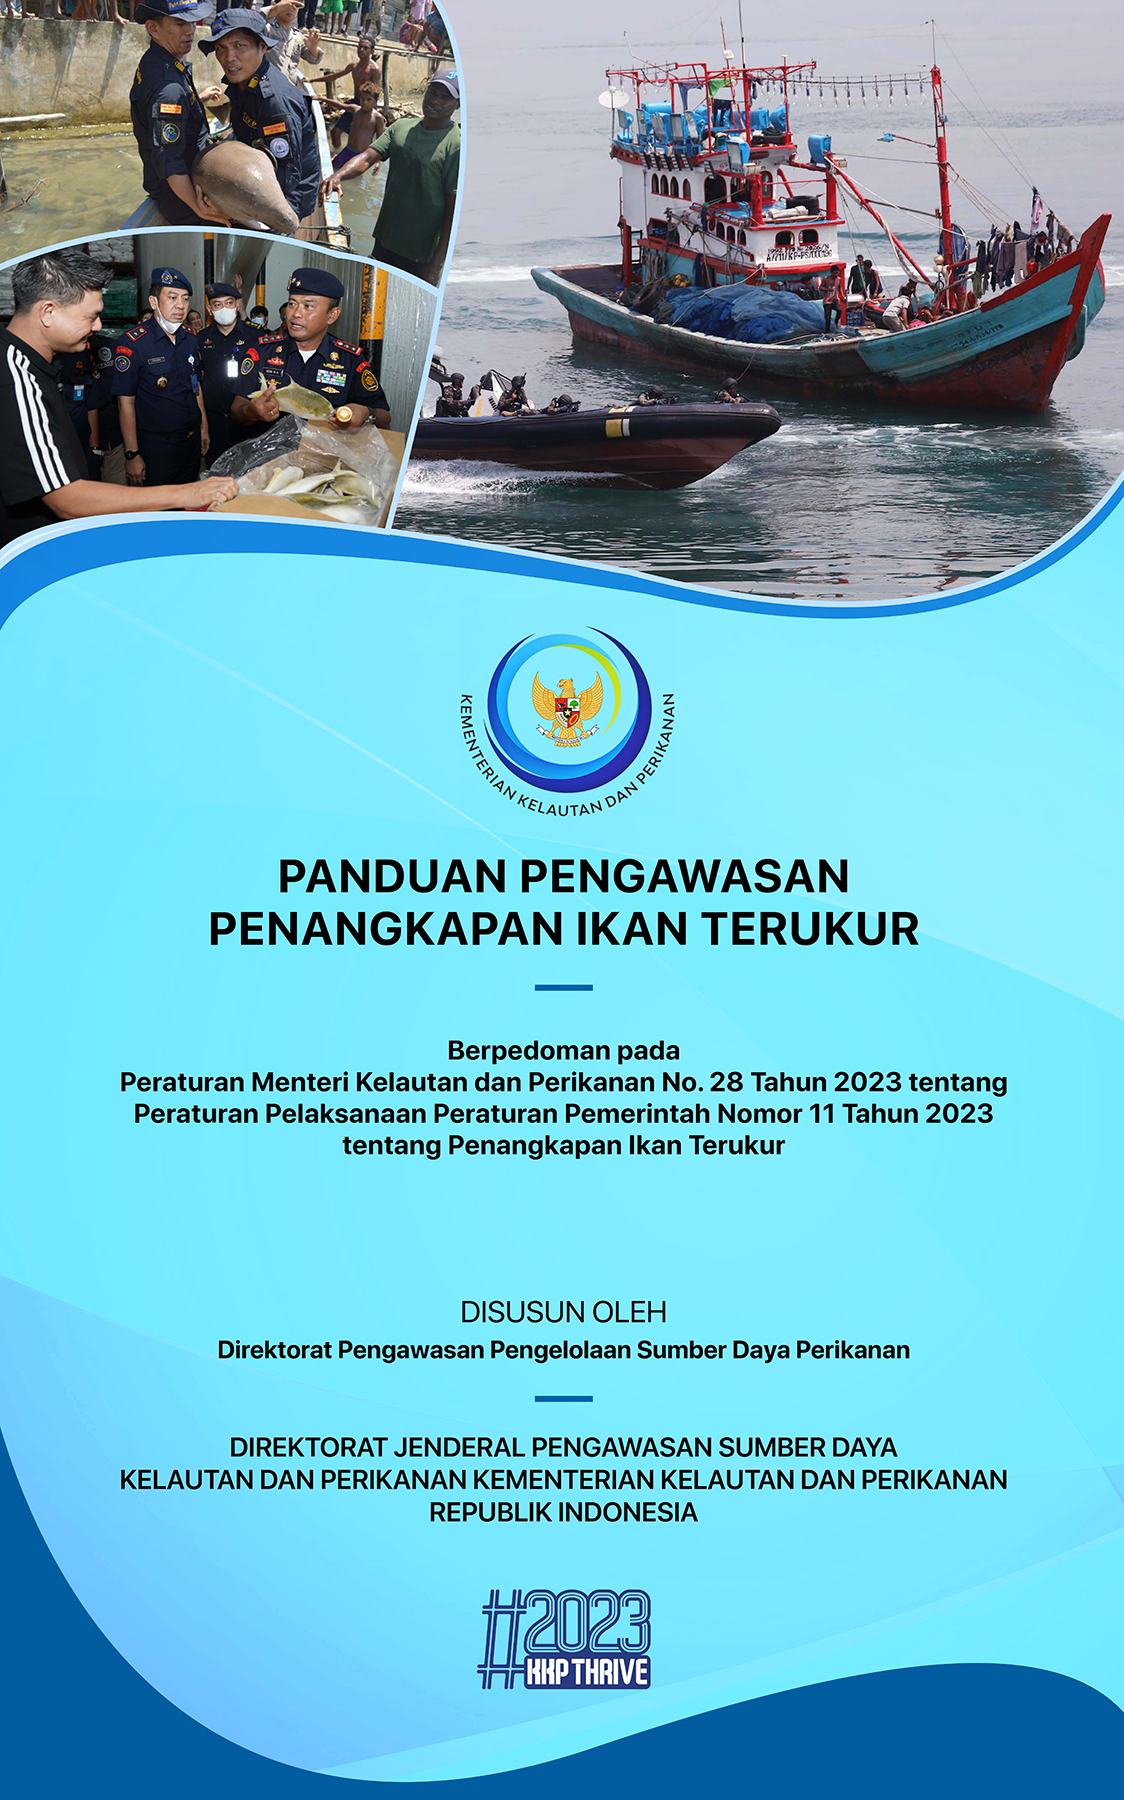 KEMENTERIAN KELAUTAN DAN PERIKANAN
PANDUAN PENGAWASAN
PENANGKAPAN IKAN TERUKUR
Berpedoman pada
Peraturan Menteri Kelautan dan Perikanan No. 28 Tahun 2023 tentang
Peraturan Pelaksanaan Peraturan Pemerintah Nomor 11 Tahun 2023
tentang Penangkapan Ikan Terukur
DISUSUN OLEH
Direktorat Pengawasan Pengelolaan Sumber Daya Perikanan
DIREKTORAT JENDERAL PENGAWASAN SUMBER DAYA
KELAUTAN DAN PERIKANAN KEMENTERIAN KELAUTAN DAN PERIKANAN
REPUBLIK INDONESIA
#2023
KKP THRIVE